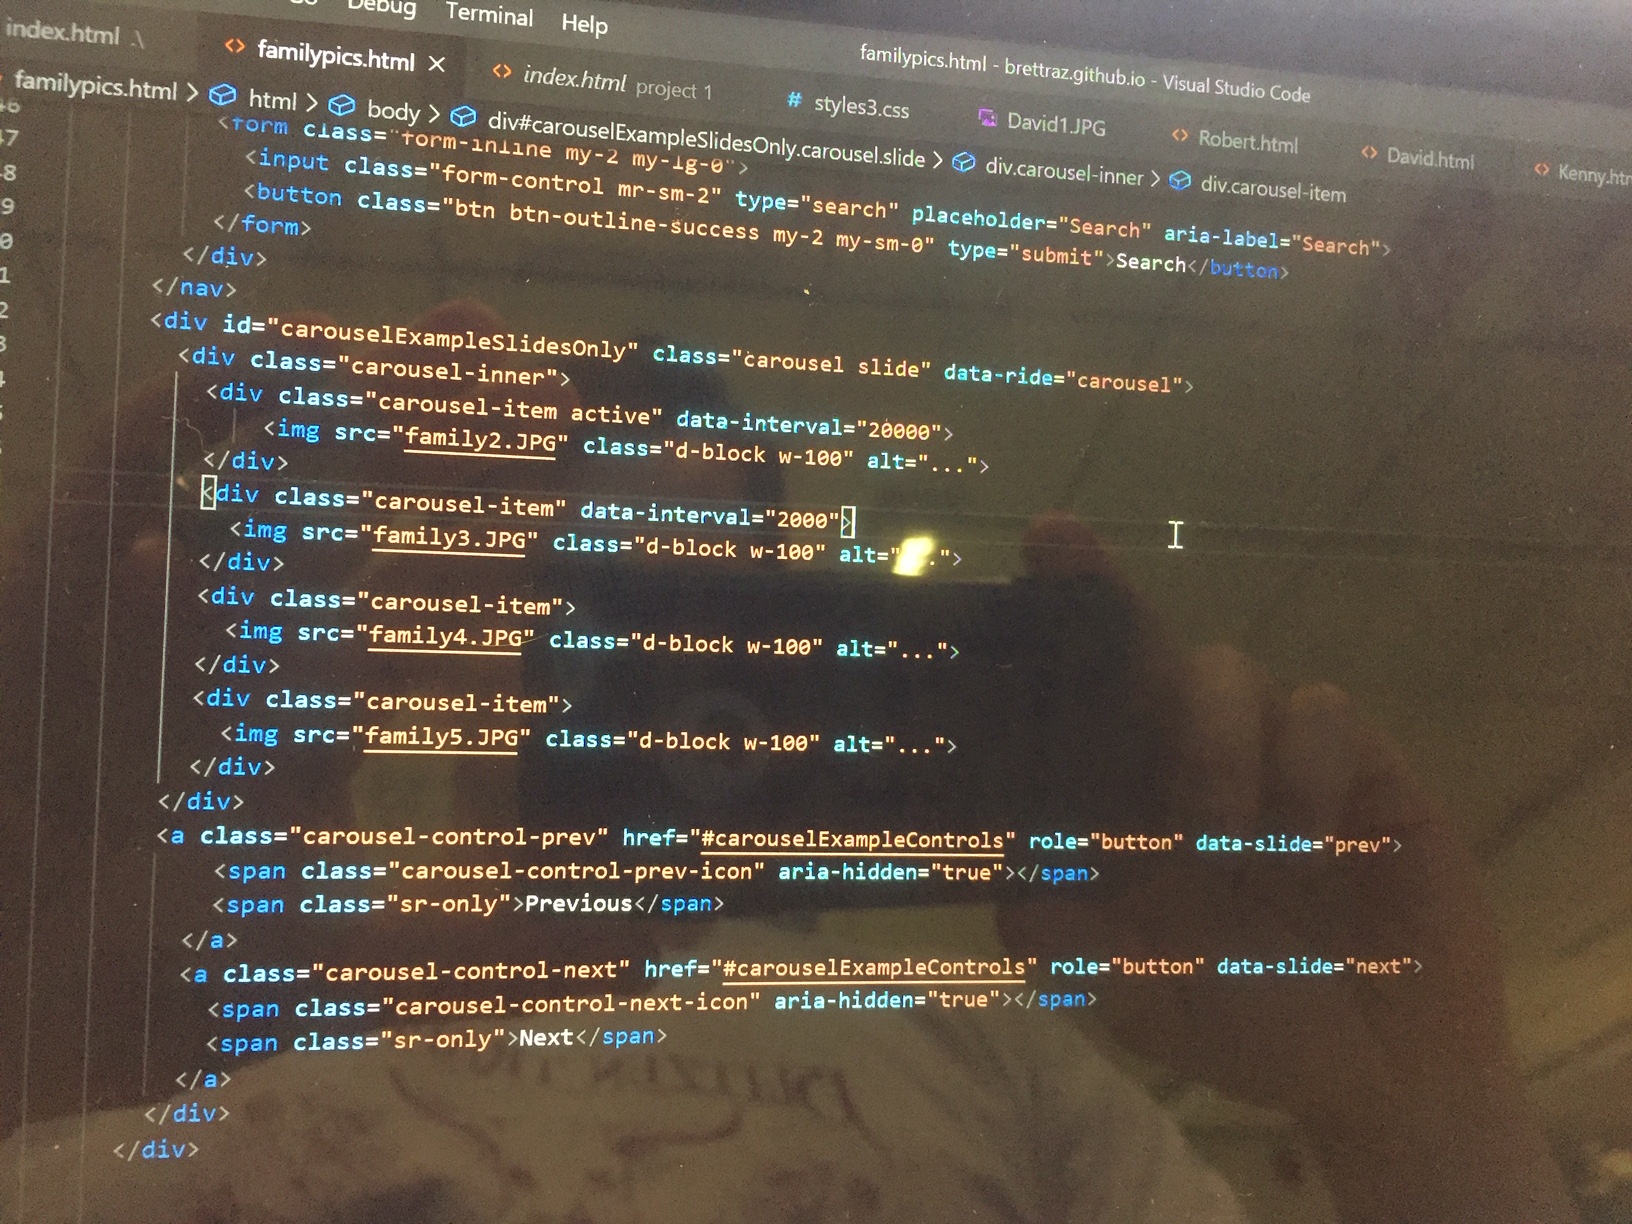 Debug Terminal Help
familypics.html - brettraz.github.io - Visual Studio Code
index.html .\ familypics.html × index.html project 1 styles3.css David1.JPG Robert.html David.html Kenny.htm
familypics.html > html > body > div#carouselExampleSlidesOnly.carousel.slide > div.carousel-inner > div.carousel-item
<form class="form-inline my-2 my-lg-0">
<input class="form-control mr-sm-2" type="search" placeholder="Search" aria-label="Search">
<button class="btn btn-outline-success my-2 my-sm-0" type="submit">Search</button>
</form>
</div>
</nav>
<div id="carouselExampleSlidesOnly" class="carousel slide" data-ride="carousel">
<div class="carousel-inner">
<div class="carousel-item active" data-interval="20000">
<img src="family2.JPG" class="d-block w-100" alt="...">
</div>
<div class="carousel-item" data-interval="2000">
<img src="family3.JPG" class="d-block w-100" alt=" .">
</div>
<div class="carousel-item">
<img src="family4.JPG" class="d-block w-100" alt="...">
</div>
<div class="carousel-item">
<img src="family5.JPG" class="d-block w-100" alt="...">
</div>
</div>
<a class="carousel-control-prev" href="#carouselExampleControls" role="button" data-slide="prev">
<span class="carousel-control-prev-icon" aria-hidden="true"></span>
<span class="sr-only">Previous</span>
</a>
<a class="carousel-control-next" href="#carouselExampleControls" role="button" data-slide="next">
<span class="carousel-control-next-icon" aria-hidden="true"></span>
<span class="sr-only">Next</span>
</a>
</div>
</div>